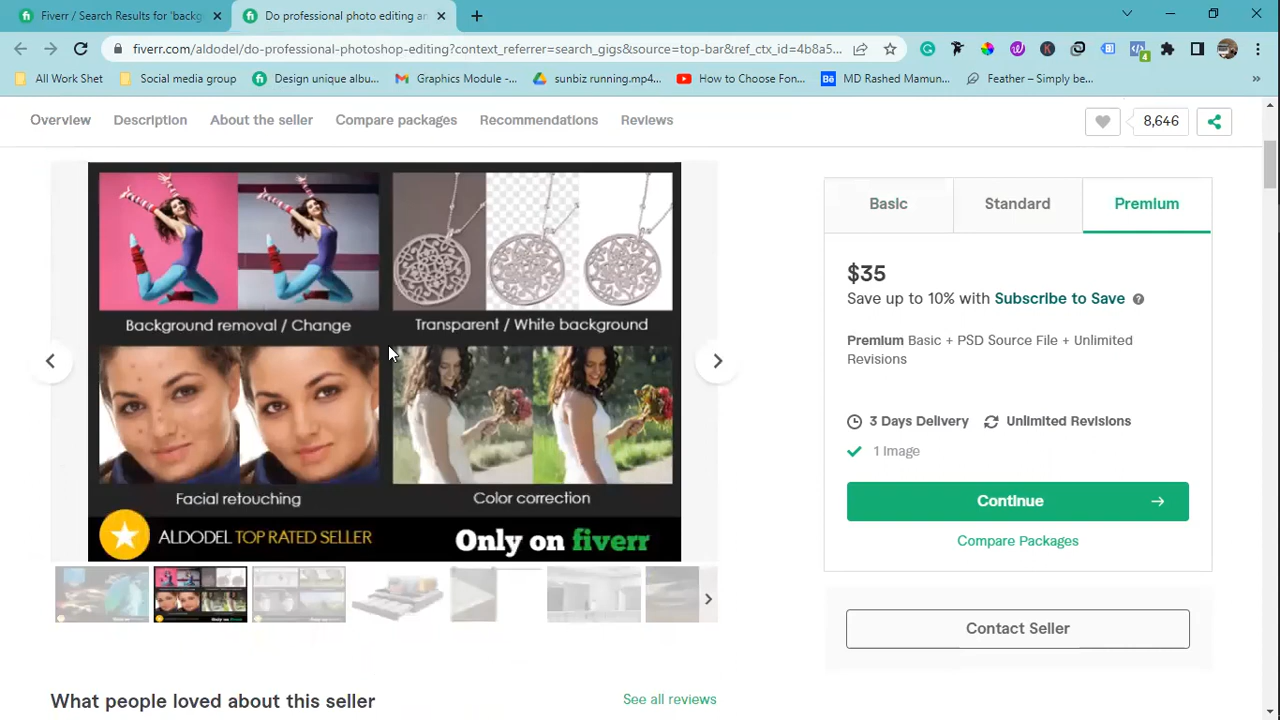 Fiverr / Search Results for 'backg
Do professional photo editing an
fiverr.com/aldodel/do-professional-photoshop-editing?context_referrer=search_gigs&source=top-bar&ref_ctx_id=4b8a5...
4
All Work Shet
Social media group
Design unique albu...
Graphics Module -...
sunbiz running.mp4...
How to Choose Fon...
MD Rashed Mamun...
Feather – Simply be...
»
Overview
Description
About the seller
Compare packages
Recommendations
Reviews
8,646
Background removal / Change
Transparent / White background
Facial retouching
Color correction
ALDODEL TOP RATED SELLER
Only on fiverr
Basic
Standard
Premium
$35
Save up to 10% with Subscribe to Save
Premium Basic + PSD Source File + Unlimited
Revisions
3 Days Delivery
Unlimited Revisions
1 Image
Continue
Compare Packages
Contact Seller
What people loved about this seller
See all reviews